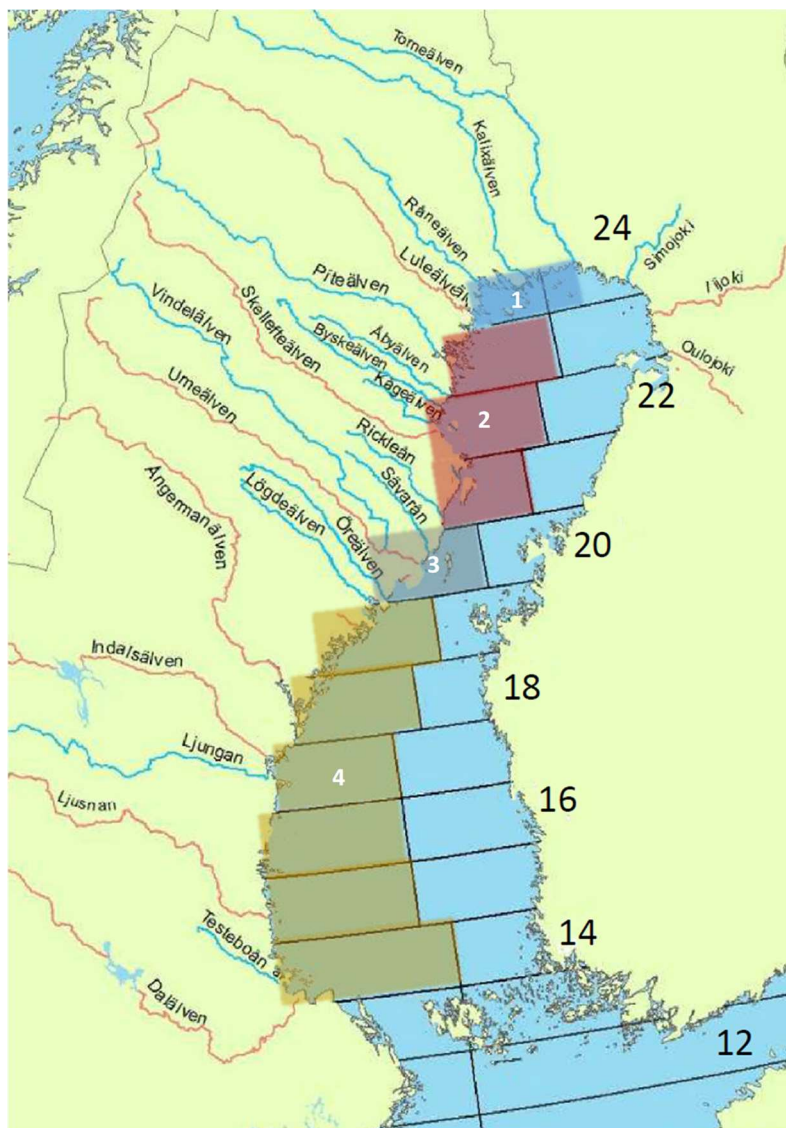 Torneälven
Kalixälven
24
Råneälven
Simojoki
Luleälv
Iijoki
1
Piteälven
Vindelälven
Skellefteälven
Åbyälven
Byskeälven
Oulojoki
Kågeälven
22
Umeälven
2
Rickleån
Sävarån
Ångermanälven
Lögdeälven
Öreälven
20
3
Indalsälven
18
Ljungan
4
16
Ljusnan
Testeboån
14
Dalälven
12